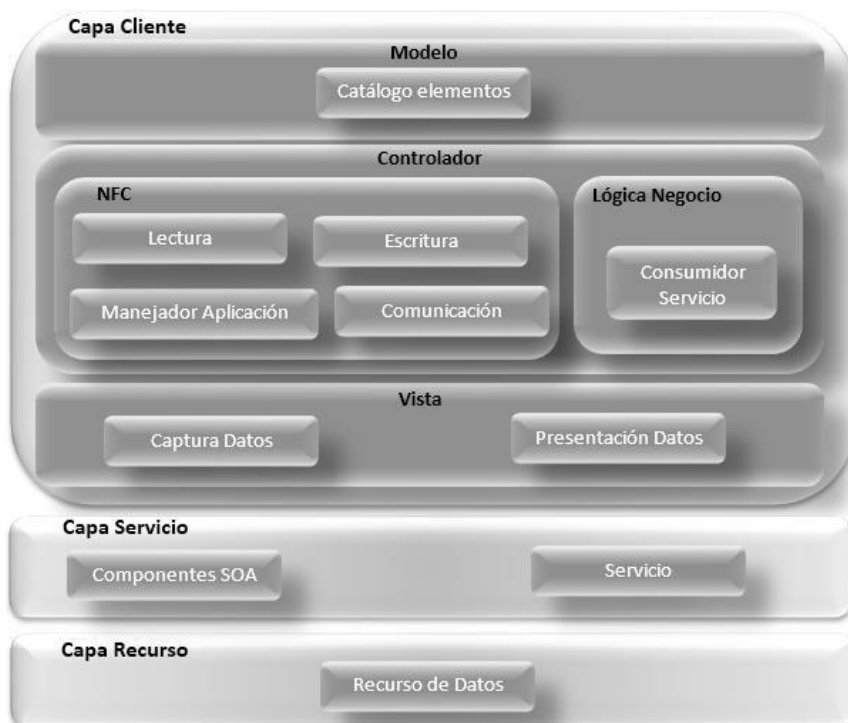 Capa Cliente
Modelo
Catálogo elementos
Controlador
NFC
Lectura
Escritura
Manejador Aplicación
Comunicación
Lógica Negocio
Consumidor
Servicio
Vista
Captura Datos
Presentación Datos
Capa Servicio
Componentes SOA
Servicio
Capa Recurso
Recurso de Datos